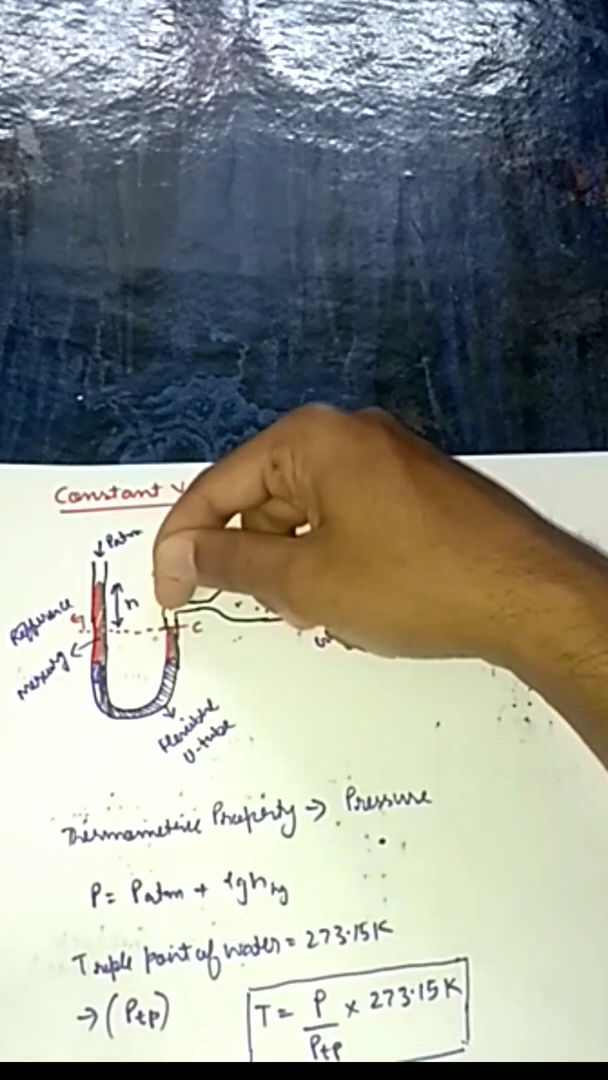 Constant V
Patm
h
Refference
C
Mercury
Flexible
U-tube
Thermometric Property → Pressure
P = Patm + ρghHg
Triple point of water = 273.15K
→ (Ptp)
T = P/Ptp × 273.15K